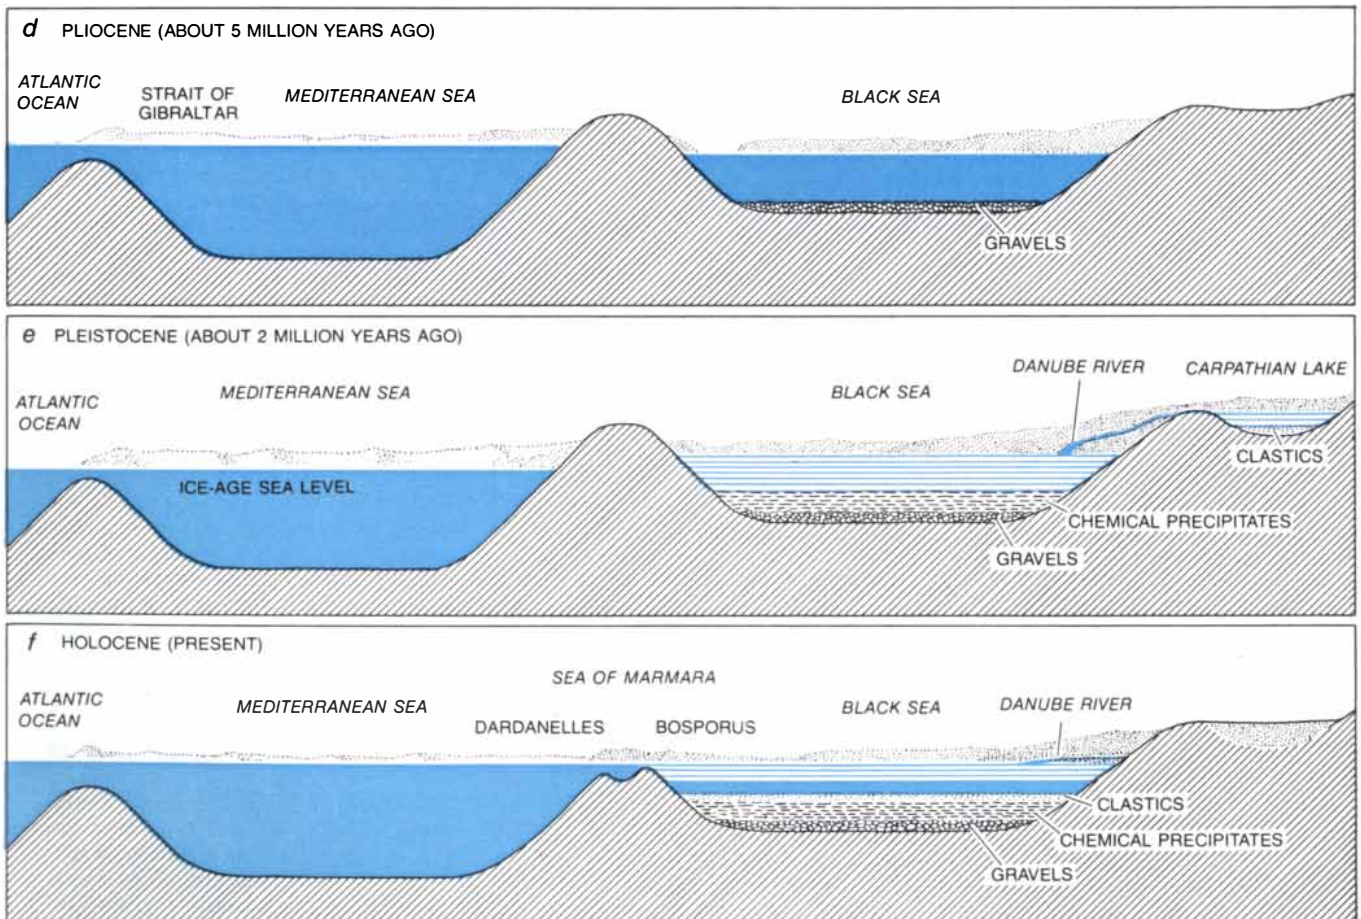 d PLIOCENE (ABOUT 5 MILLION YEARS AGO)
ATLANTIC
OCEAN
STRAIT OF
GIBRALTAR
MEDITERRANEAN SEA
BLACK SEA
GRAVELS
e PLEISTOCENE (ABOUT 2 MILLION YEARS AGO)
ATLANTIC
OCEAN
MEDITERRANEAN SEA
BLACK SEA
DANUBE RIVER
CARPATHIAN LAKE
ICE-AGE SEA LEVEL
CLASTICS
CHEMICAL PRECIPITATES
GRAVELS
f HOLOCENE (PRESENT)
ATLANTIC
OCEAN
MEDITERRANEAN SEA
SEA OF MARMARA
DARDANELLES
BOSPORUS
BLACK SEA
DANUBE RIVER
CLASTICS
CHEMICAL PRECIPITATES
GRAVELS